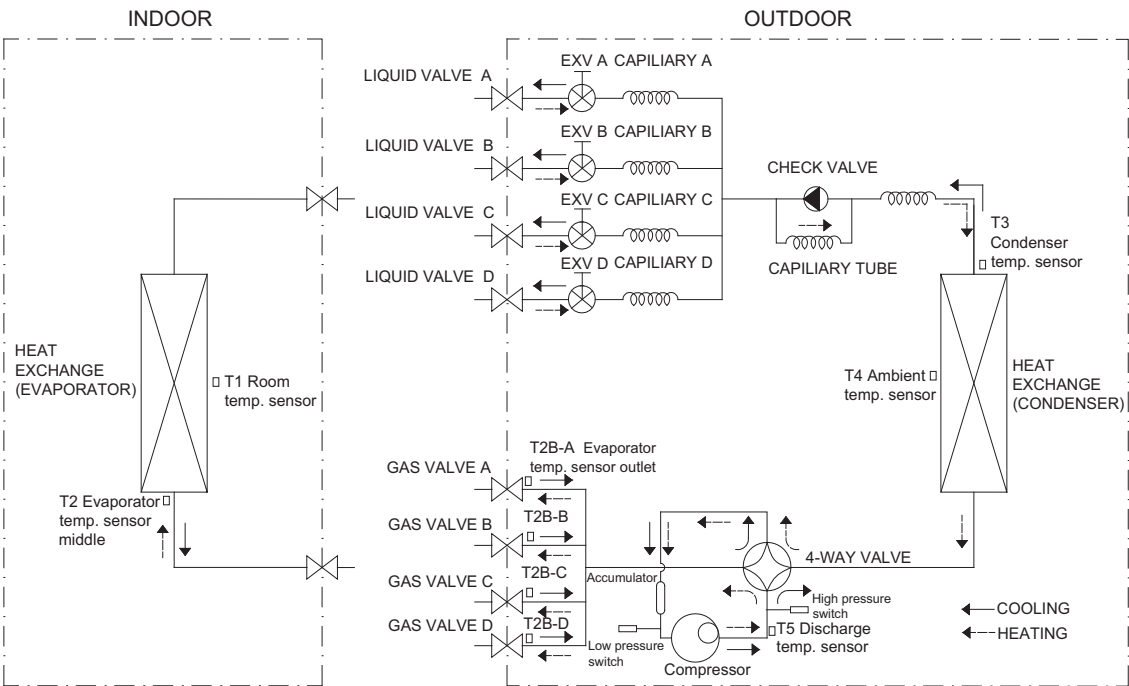 INDOOR
OUTDOOR
LIQUID VALVE A
EXV A CAPILIARY A
LIQUID VALVE B
EXV B CAPILIARY B
LIQUID VALVE C
EXV C CAPILIARY C
LIQUID VALVE D
EXV D CAPILIARY D
CHECK VALVE
CAPILIARY TUBE
T3
Condenser
temp. sensor
HEAT
EXCHANGE
(EVAPORATOR)
T1 Room
temp. sensor
T4 Ambient
temp. sensor
HEAT
EXCHANGE
(CONDENSER)
T2 Evaporator
temp. sensor
middle
GAS VALVE A
T2B-A Evaporator
temp. sensor outlet
GAS VALVE B
T2B-B
GAS VALVE C
T2B-C
GAS VALVE D
T2B-D
Accumulator
4-WAY VALVE
High pressure
switch
Low pressure
switch
Compressor
T5 Discharge
temp. sensor
COOLING
HEATING